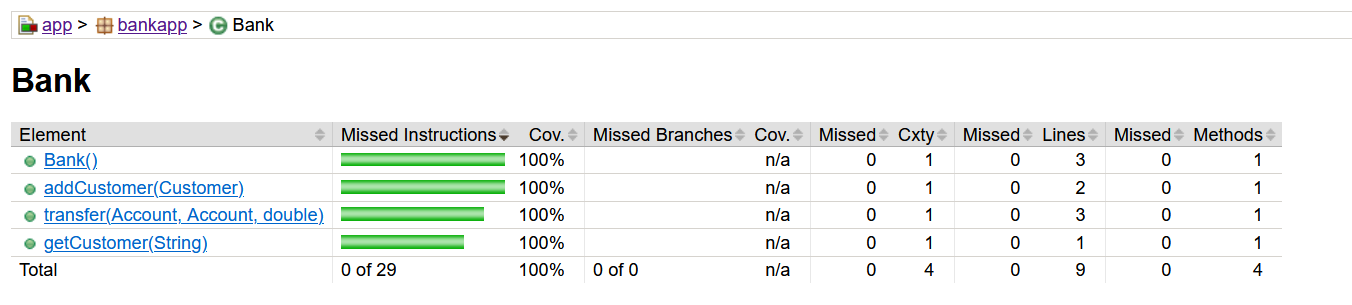 app > bankapp > Bank
Bank
Element Missed Instructions Cov. Missed Branches Cov. Missed Cxty Missed Lines Missed Methods
Bank() 100% n/a 0 1 0 3 0 1
addCustomer(Customer) 100% n/a 0 1 0 2 0 1
transfer(Account, Account, double) 100% n/a 0 1 0 3 0 1
getCustomer(String) 100% n/a 0 1 0 1 0 1
Total 0 of 29 100% 0 of 0 n/a 0 4 0 9 0 4